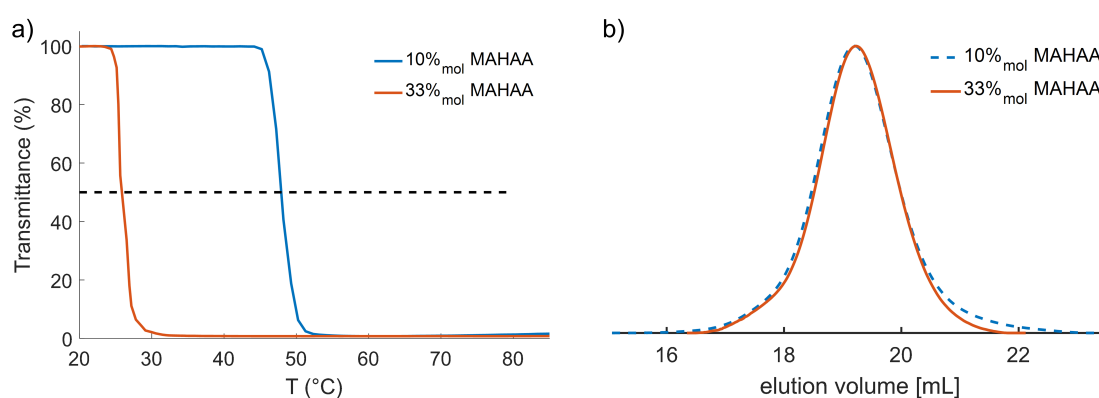 a)
100
80
60
40
20
0
Transmittance (%)
20
30
40
50
60
70
80
T (°C)
10%mol MAHAA
33%mol MAHAA
b)
10%mol MAHAA
33%mol MAHAA
16
18
20
22
elution volume [mL]